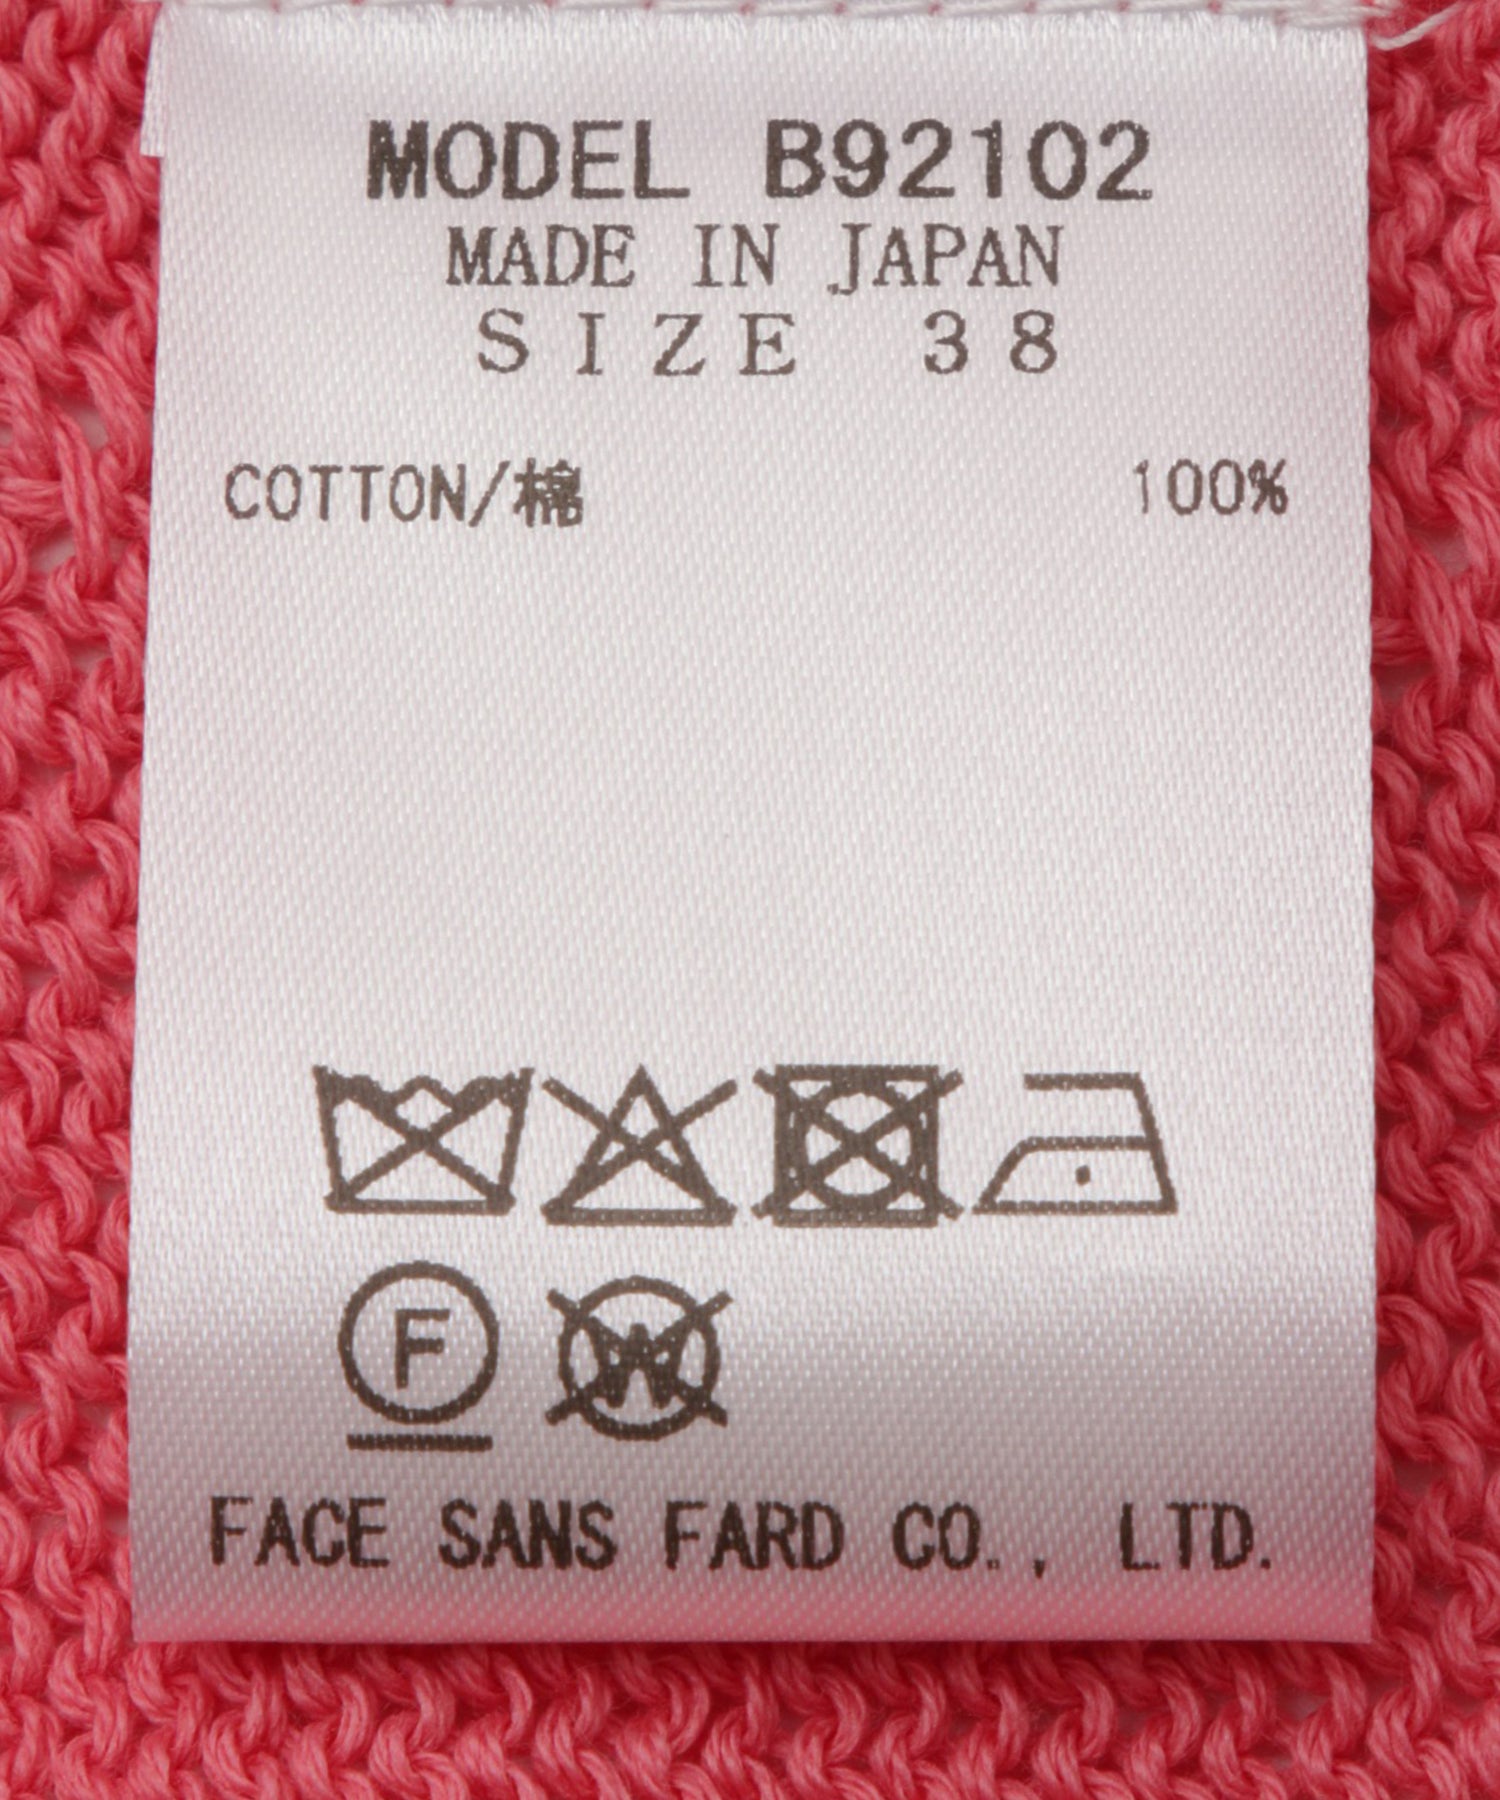 MODEL B92102
MADE IN JAPAN
SIZE 38
COTTON/棉 100%
F W
FACE SANS FARD CO., LTD.